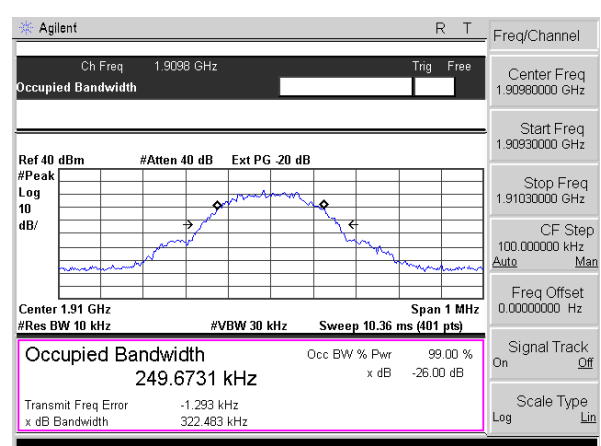 Agilent R T
Freq/Channel
Ch Freq 1.9098 GHz Trig Free
Occupied Bandwidth
Center Freq
1.90980000 GHz
Start Freq
1.90930000 GHz
Stop Freq
1.91030000 GHz
CF Step
100.000000 kHz
Auto Man
Freq Offset
0.00000000 Hz
Signal Track
On Off
Scale Type
Log Lin
Ref 40 dBm #Atten 40 dB Ext PG -20 dB
#Peak
Log
10
dB/
Center 1.91 GHz Span 1 MHz
#Res BW 10 kHz #VBW 30 kHz Sweep 10.36 ms (401 pts)
Occupied Bandwidth Occ BW % Pwr 99.00 %
249.6731 kHz x dB -26.00 dB
Transmit Freq Error -1.293 kHz
x dB Bandwidth 322.483 kHz